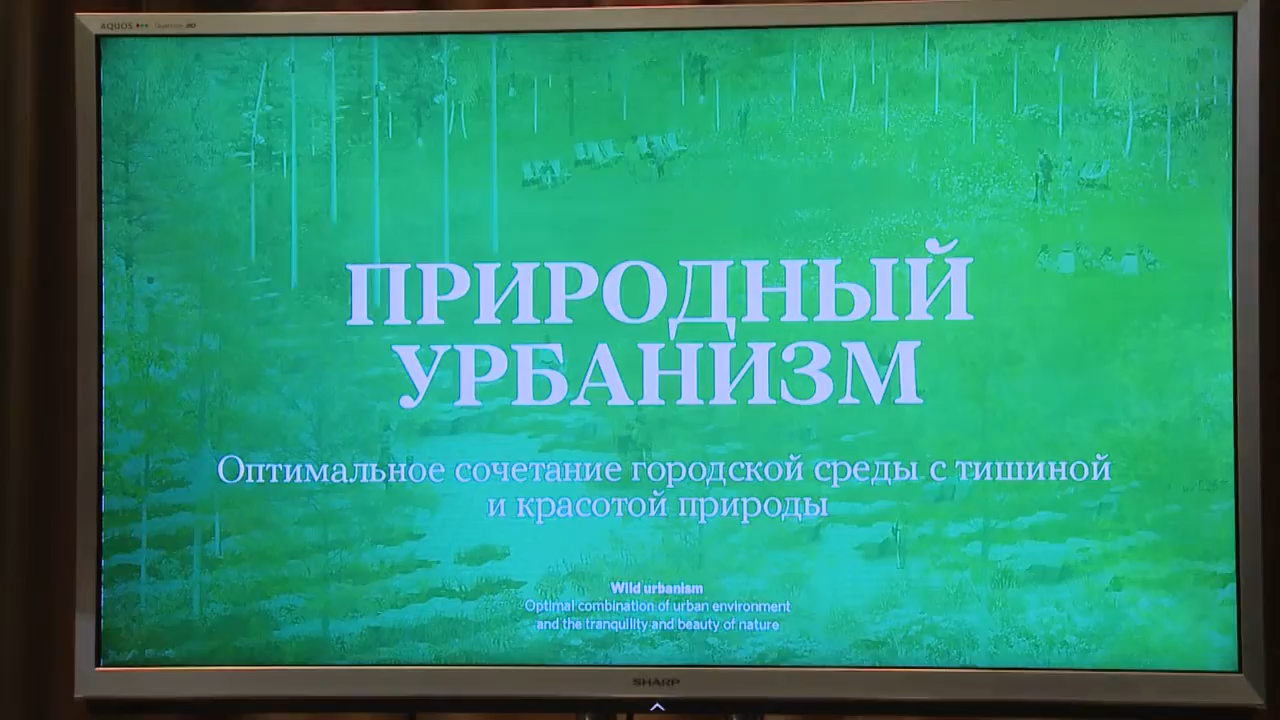 AQUOS
ПРИРОДНЫЙ
УРБАНИЗМ
Оптимальное сочетание городской среды с тишиной
и красотой природы
Wild urbanism
Optimal combination of urban environment
and the tranquility and beauty of nature
SHARP